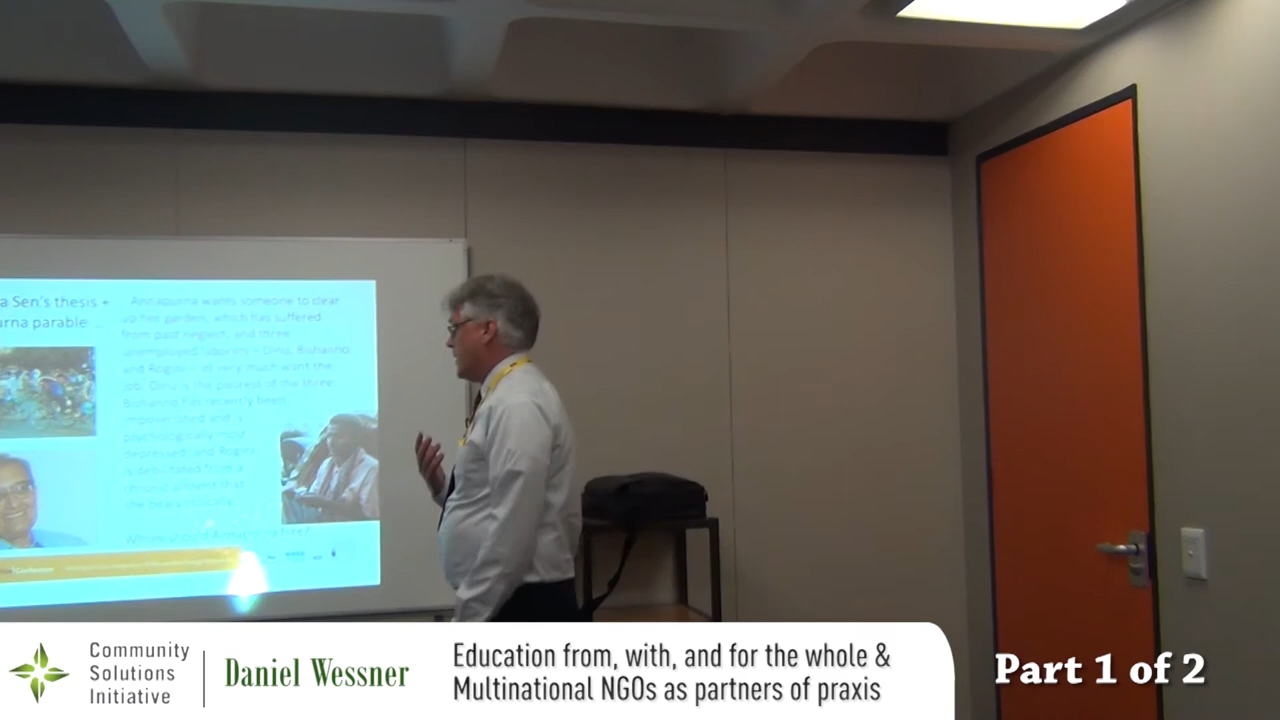 a Sen's thesis +
urna parable ...
Annapurna wants someone to clear
up her garden, which has suffered
from past neglect, and three
unemployed laborers – Dinu, Bishanno
and Rogini – all very much want the
job. Dinu is the poorest of the three;
Bishanno has recently been
impoverished and is
psychologically most
depressed; and Rogini
is debilitated from a
chronic ailment that
she bears stoically.
Whom should Annapurna hire?
Conference
Community
Solutions
Initiative
Daniel Wessner
Education from, with, and for the whole &
Multinational NGOs as partners of praxis
Part 1 of 2